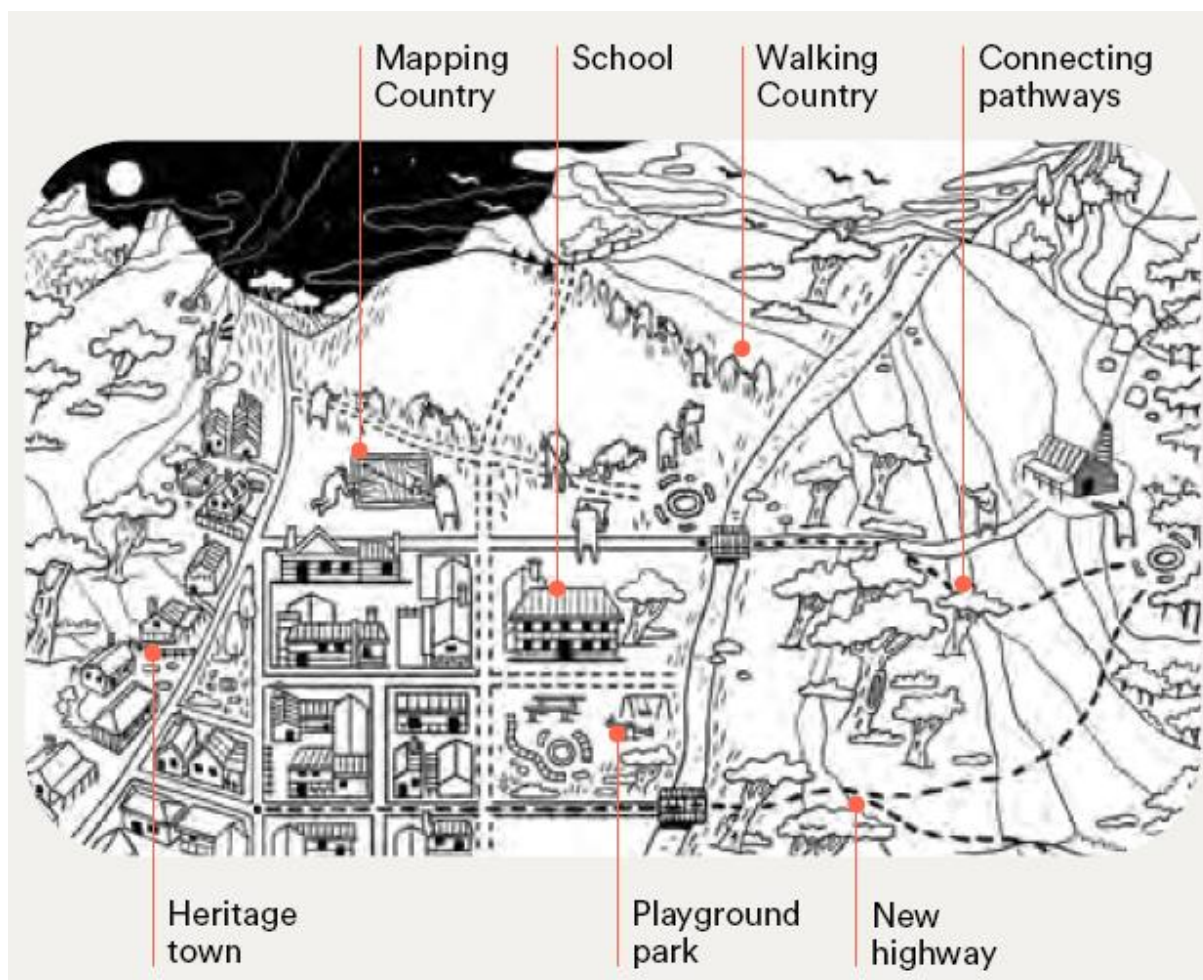 Mapping
Country
School
Walking
Country
Connecting
pathways
Heritage
town
Playground
park
New
highway